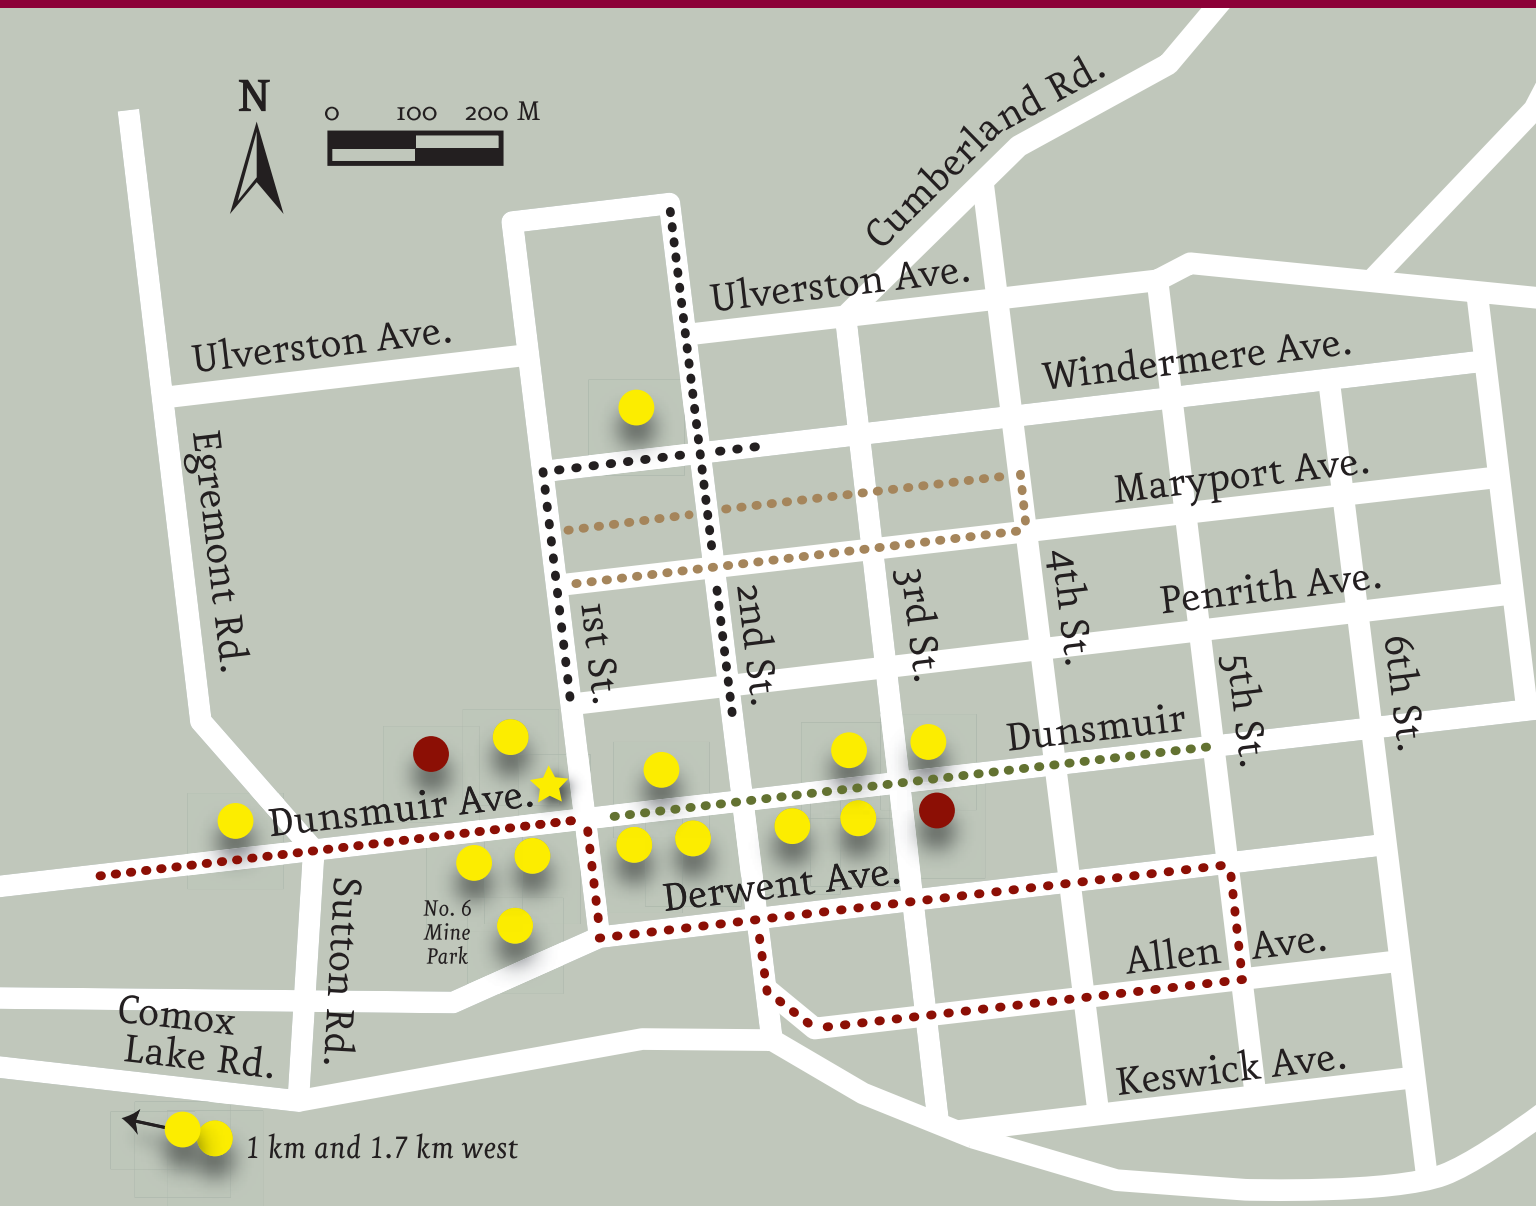 N
0 100 200 M
Cumberland Rd.
Ulverston Ave.
Ulverston Ave.
Windermere Ave.
Egremont Rd.
Maryport Ave.
Penrith Ave.
1st St.
2nd St.
3rd St.
4th St.
5th St.
6th St.
Dunsmuir
Dunsmuir Ave.
Derwent Ave.
No. 6
Mine
Park
Sutton Rd.
Allen Ave.
Comox
Lake Rd.
Keswick Ave.
1 km and 1.7 km west